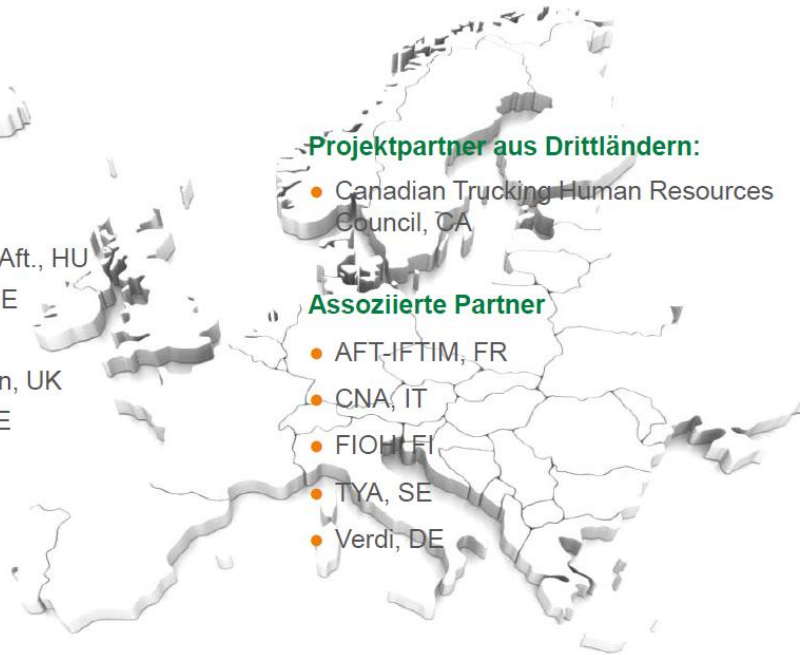 Aft., HU
E
n, UK
E
Projektpartner aus Drittländern:
• Canadian Trucking Human Resources
Council, CA
Assoziierte Partner
• AFT-IFTIM, FR
• CNA, IT
• FIOH, FI
• TYA, SE
• Verdi, DE